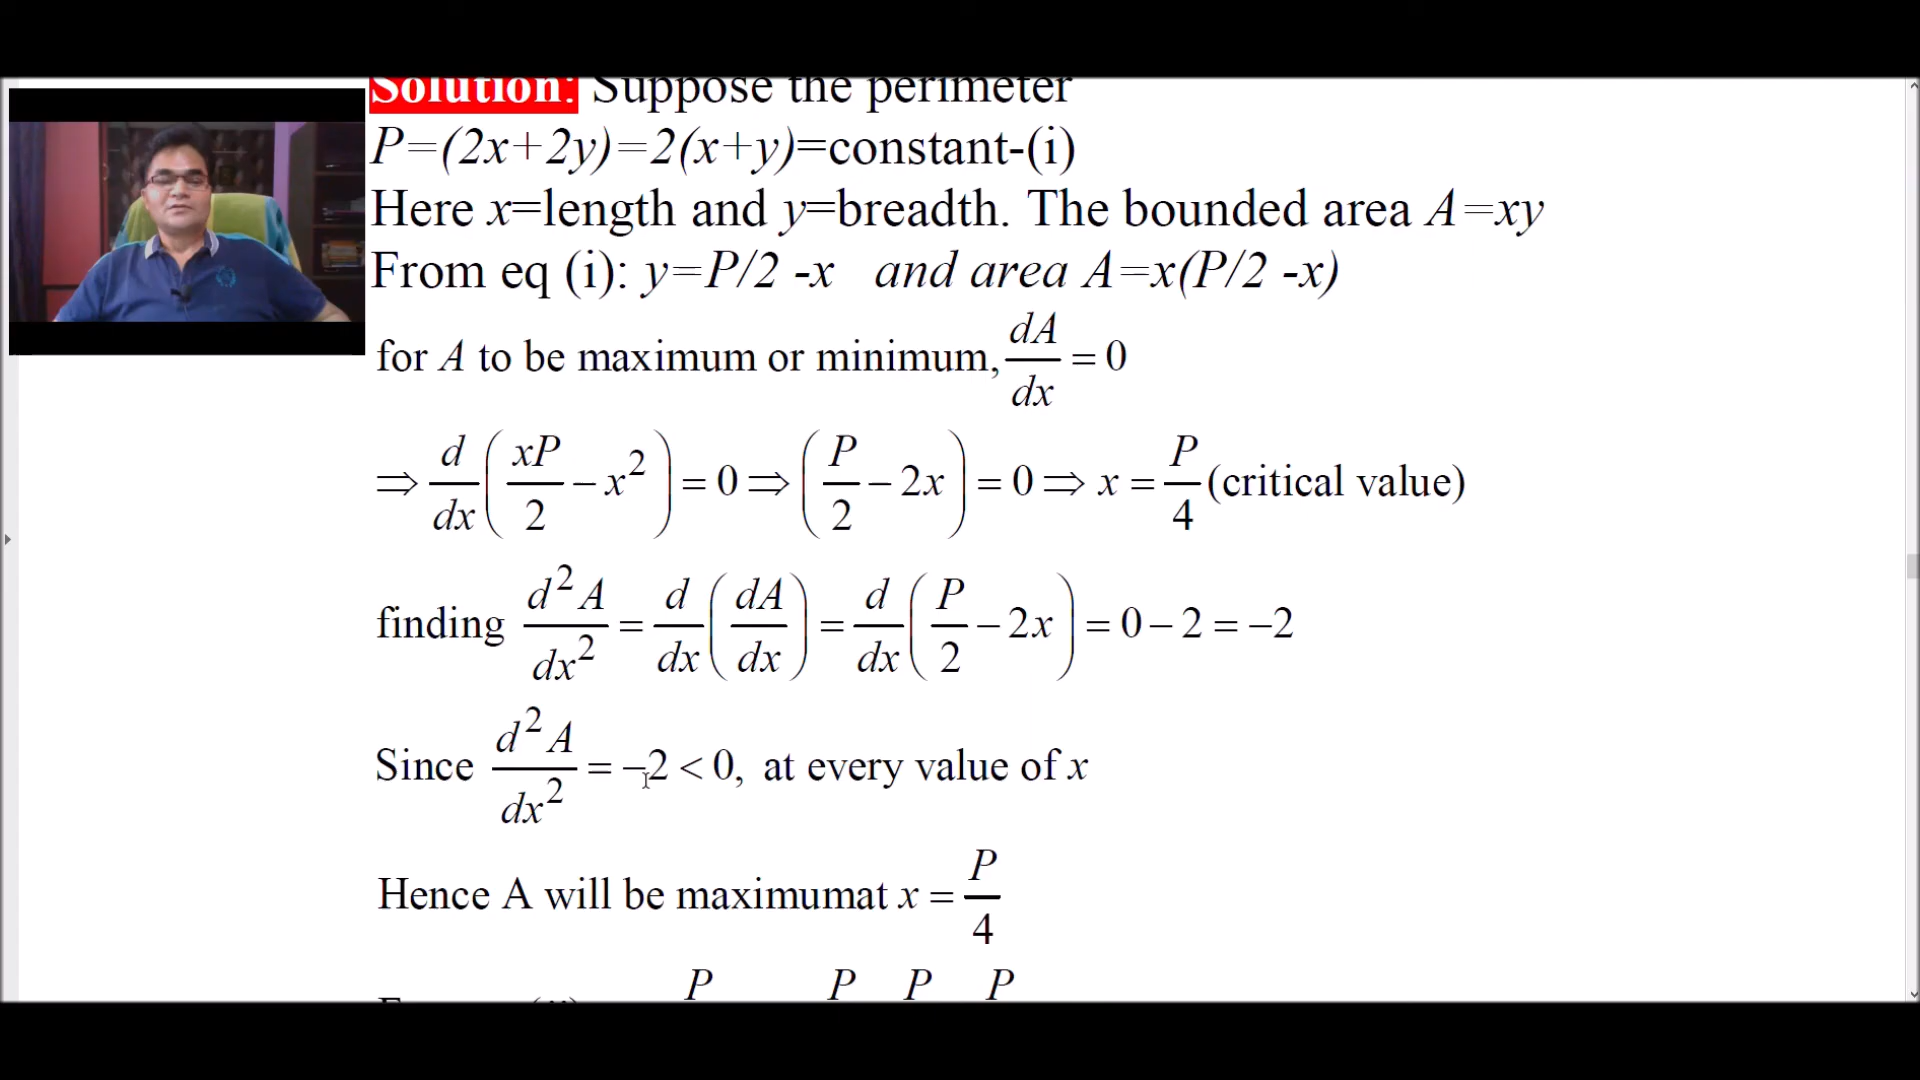 Solution: Suppose the perimeter
P=(2x+2y)=2(x+y)=constant-(i)
Here x=length and y=breadth. The bounded area A=xy
From eq (i): y=P/2 -x and area A=x(P/2 -x)
for A to be maximum or minimum, dA/dx = 0
⇒ d/dx (xP/2 − x²) = 0 ⇒ (P/2 − 2x) = 0 ⇒ x = P/4 (critical value)
finding d²A/dx² = d/dx (dA/dx) = d/dx (P/2 − 2x) = 0 − 2 = −2
Since d²A/dx² = −2 < 0, at every value of x
Hence A will be maximumat x = P/4
P P P P